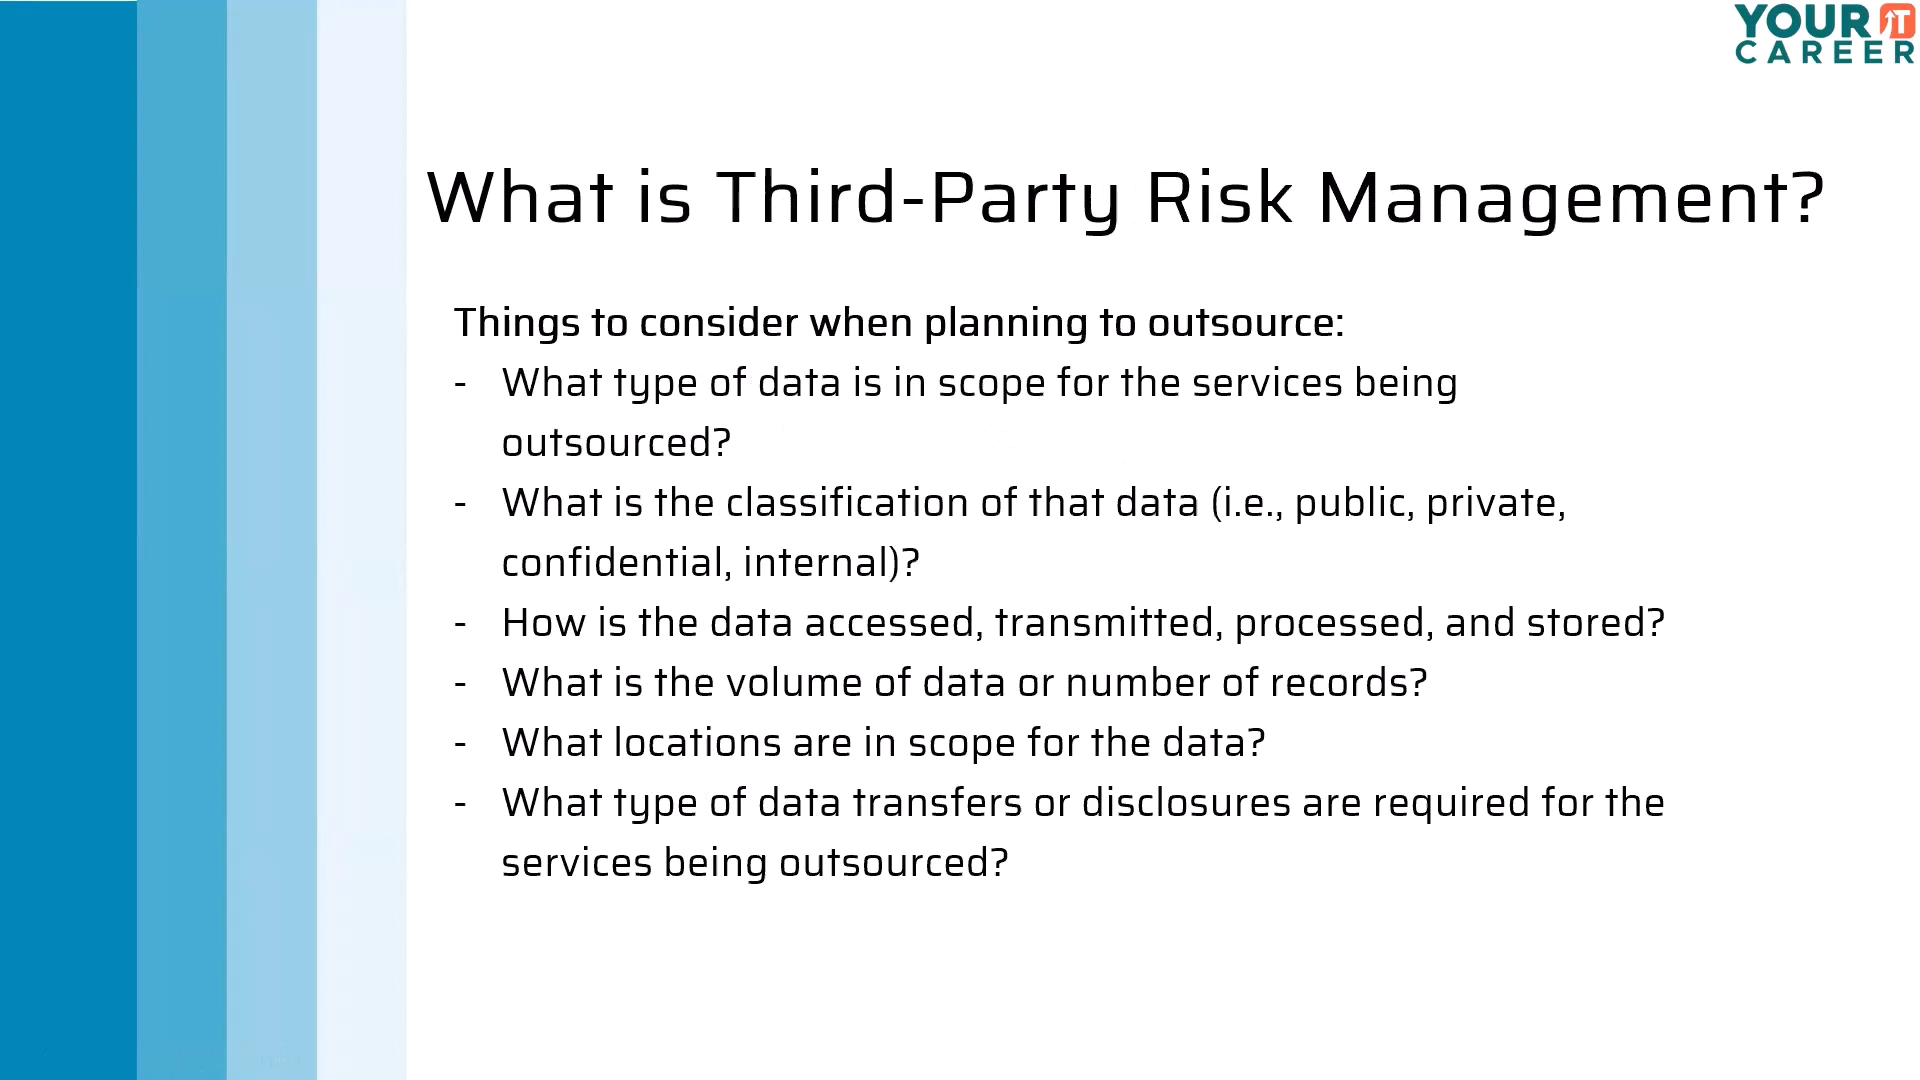 YOUR IT
CAREER
What is Third-Party Risk Management?
Things to consider when planning to outsource:
- What type of data is in scope for the services being
outsourced?
- What is the classification of that data (i.e., public, private,
confidential, internal)?
- How is the data accessed, transmitted, processed, and stored?
- What is the volume of data or number of records?
- What locations are in scope for the data?
- What type of data transfers or disclosures are required for the
services being outsourced?